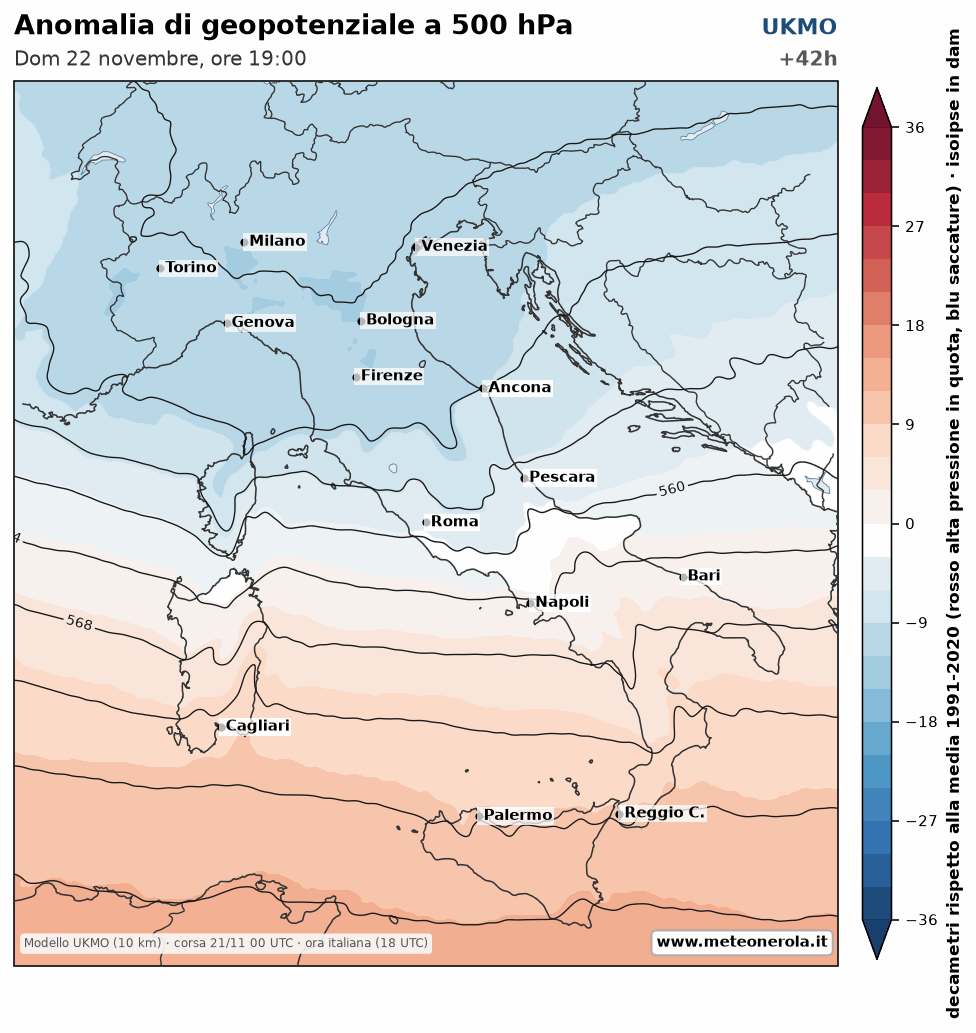 Anomalia di geopotenziale a 500 hPa
UKMO
Dom 22 novembre, ore 19:00
+42h
Milano
Venezia
Torino
Genova
Bologna
Firenze
Ancona
Pescara
560
Roma
4
Bari
Napoli
568
Cagliari
Palermo
Reggio C.
Modello UKMO (10 km) · corsa 21/11 00 UTC · ora italiana (18 UTC)
www.meteonerola.it
36
27
18
9
0
−9
−18
−27
−36
decametri rispetto alla media 1991-2020 (rosso alta pressione in quota, blu saccature) · isoipse in dam